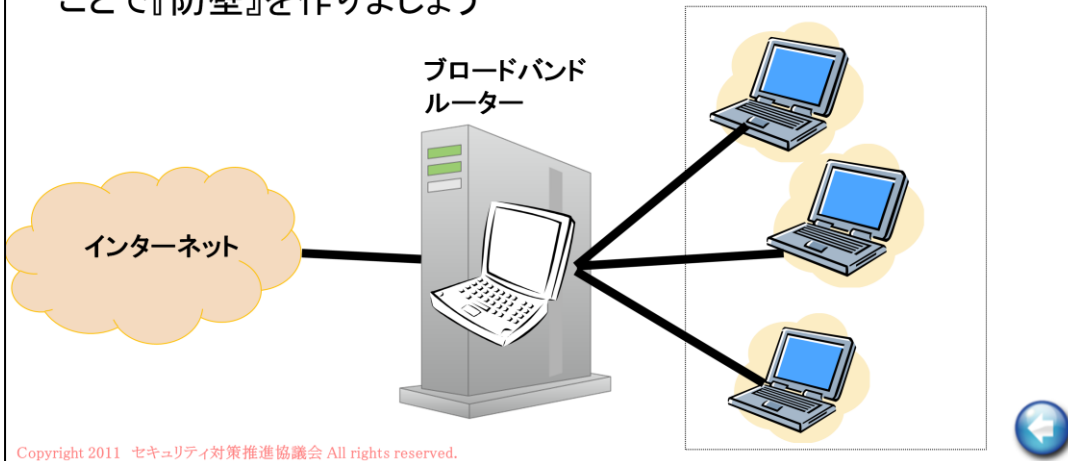 ことで『防壁』を作りましょう
ブロードバンド
ルーター
インターネット
Copyright 2011 セキュリティ対策推進協議会 All rights reserved.